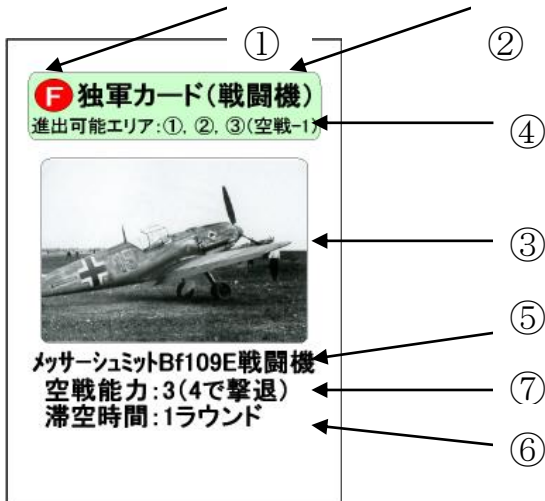 ①
②
F 独軍カード(戦闘機)
進出可能エリア:①, ②, ③(空戦-1)
④
③
⑤
メッサーシュミットBf109E戦闘機
空戦能力:3(4で撃退)
⑦
滞空時間:1ラウンド
⑥